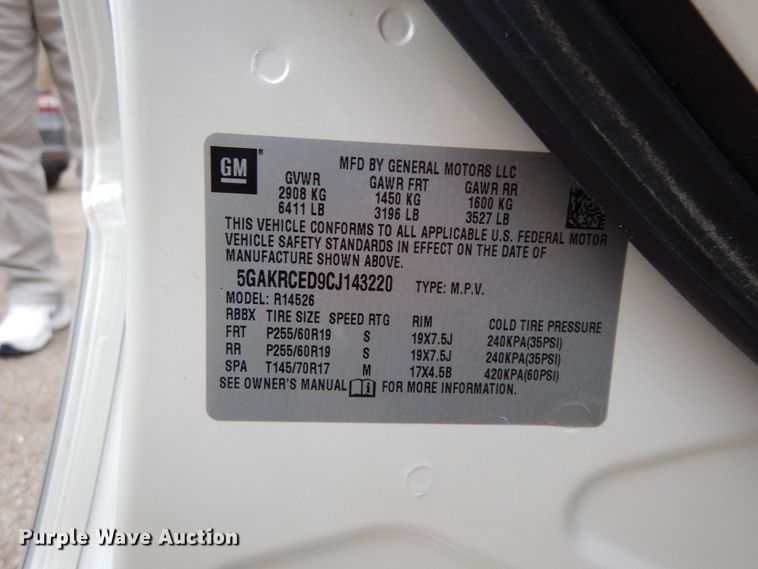 GM
MFD BY GENERAL MOTORS LLC
GVWR GAWR FRT GAWR RR
2908 KG 1450 KG 1600 KG
6411 LB 3196 LB 3527 LB
THIS VEHICLE CONFORMS TO ALL APPLICABLE U.S. FEDERAL MOTOR
VEHICLE SAFETY STANDARDS IN EFFECT ON THE DATE OF
MANUFACTURE SHOWN ABOVE.
5GAKRCED9CJ143220 TYPE: M.P.V.
MODEL: R14526
RBBX TIRE SIZE SPEED RTG RIM COLD TIRE PRESSURE
FRT P255/60R19 S 19X7.5J 240KPA(35PSI)
RR P255/60R19 S 19X7.5J 240KPA(35PSI)
SPA T145/70R17 M 17X4.5B 420KPA(60PSI)
SEE OWNER'S MANUAL i FOR MORE INFORMATION.
Purple Wave Auction